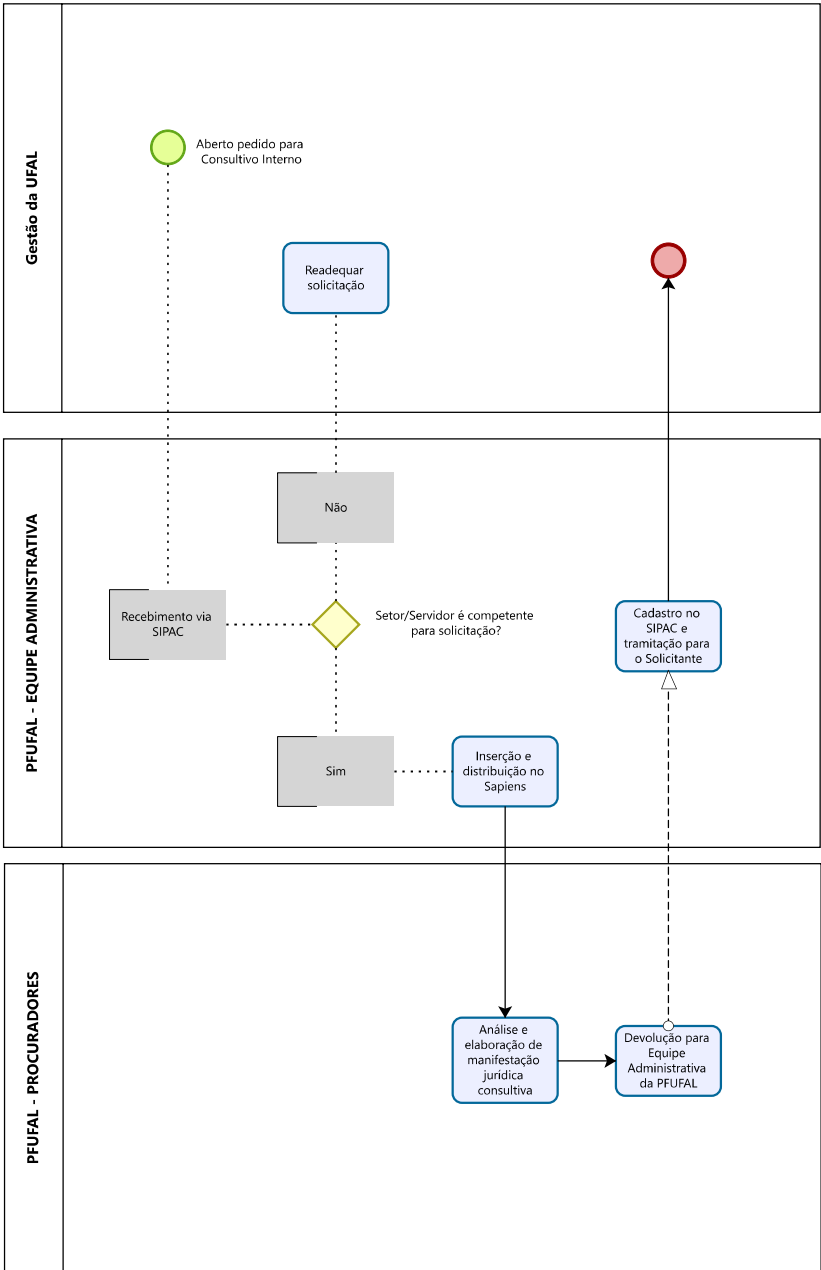 Gestão da UFAL
Aberto pedido para
Consultivo Interno
Readequar
solicitação
PFUFAL - EQUIPE ADMINISTRATIVA
Não
Recebimento via
SIPAC
Setor/Servidor é competente
para solicitação?
Cadastro no
SIPAC e
tramitação para
o Solicitante
Sim
Inserção e
distribuição no
Sapiens
PFUFAL - PROCURADORES
Análise e
elaboração de
manifestação
jurídica
consultiva
Devolução para
Equipe
Administrativa
da PFUFAL